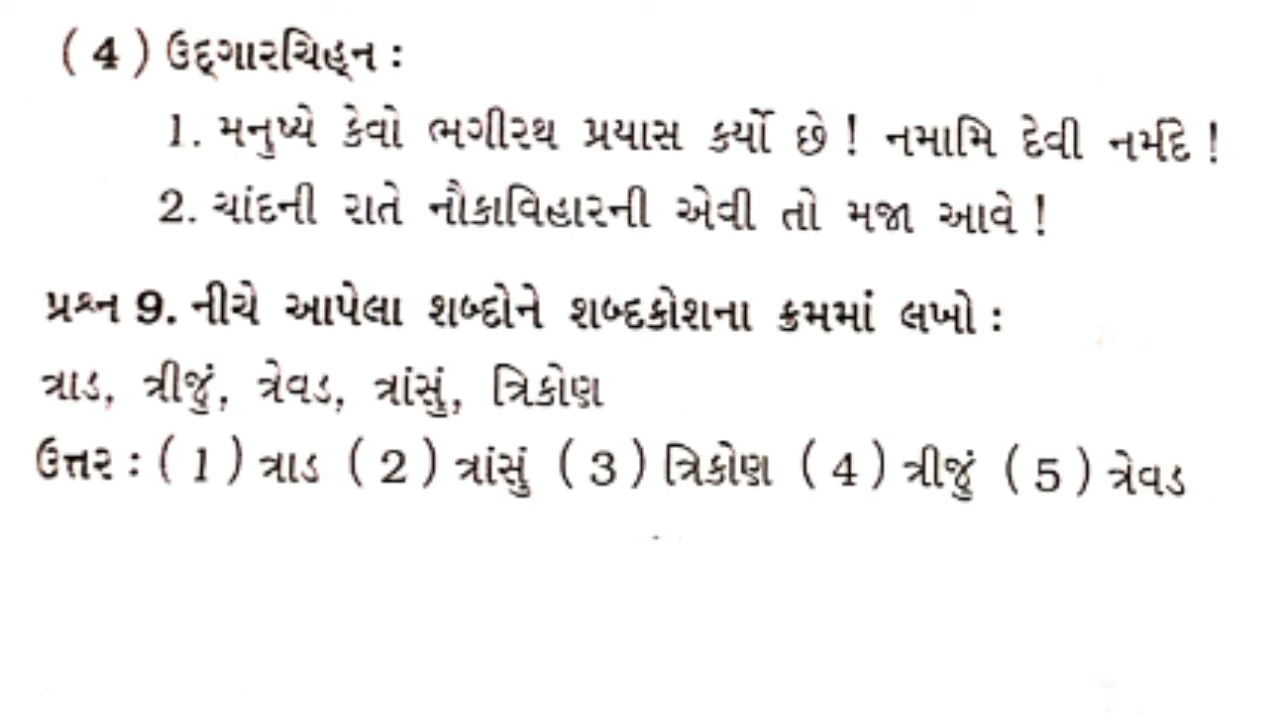 ( 4 ) ઉદ્ગારચિહ્ન :
1. મનુષ્યે કેવો ભગીરથ પ્રયાસ કર્યો છે ! નમામિ દેવી નર્મદે !
2. ચાંદની રાતે નૌકાવિહારની એવી તો મજા આવે !
પ્રશ્ન 9. નીચે આપેલા શબ્દોને શબ્દકોશના ક્રમમાં લખો :
ત્રાડ, ત્રીજું, ત્રેવડ, ત્રાંસું, ત્રિકોણ
ઉત્તર : ( 1 ) ત્રાડ ( 2 ) ત્રાંસું ( 3 ) ત્રિકોણ ( 4 ) ત્રીજું ( 5 ) ત્રેવડ